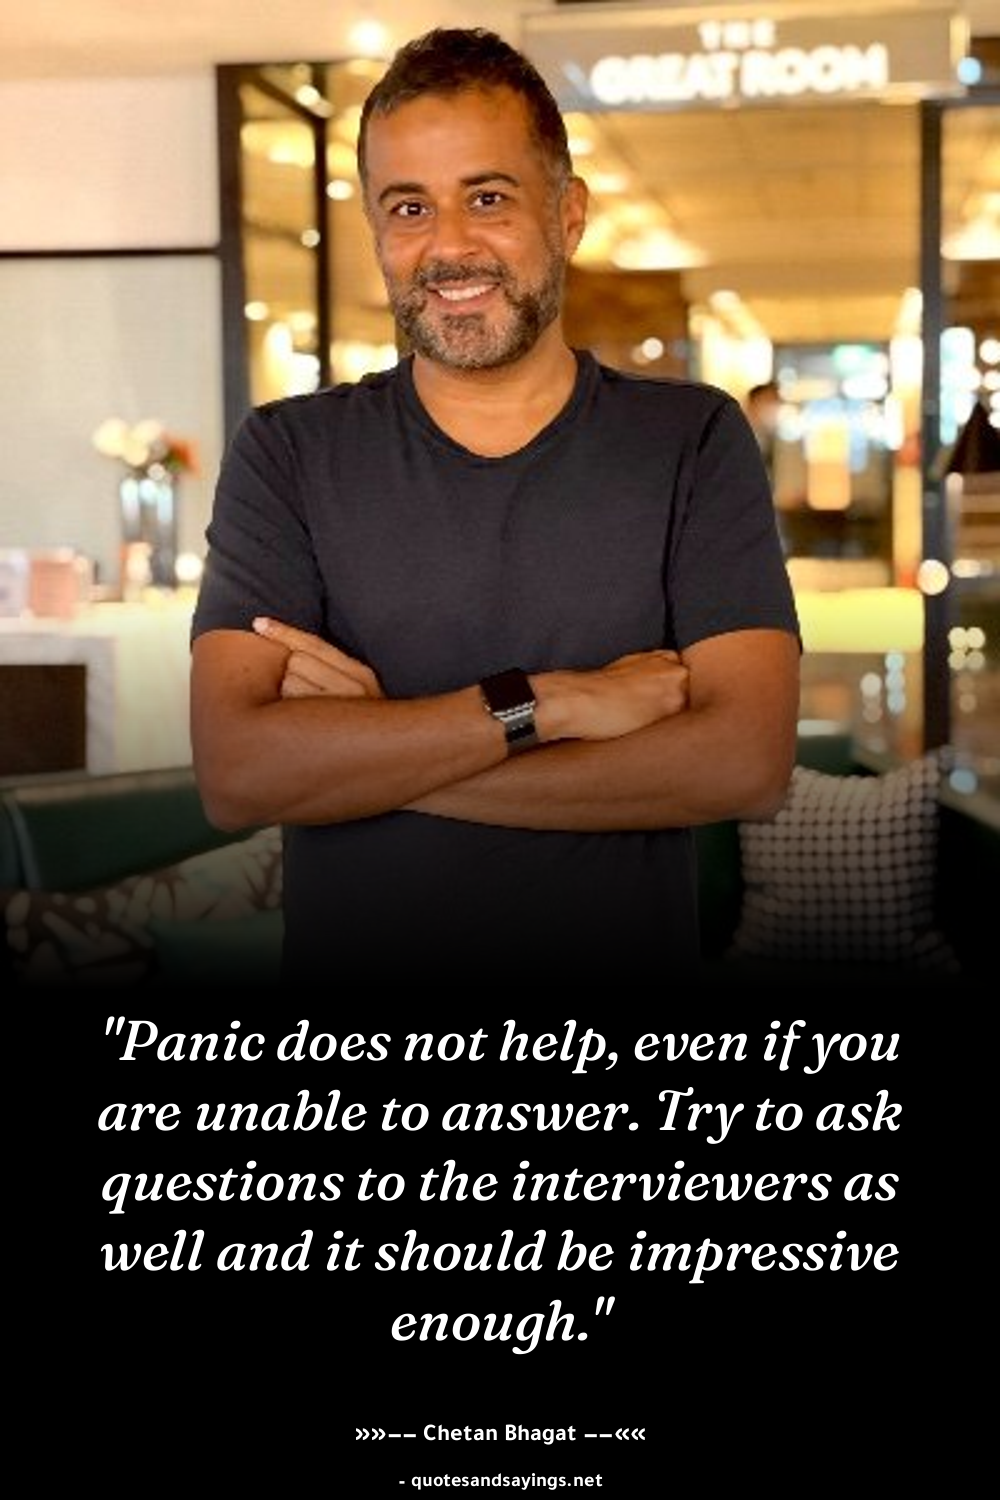 THE
GREAT ROOM
"Panic does not help, even if you
are unable to answer. Try to ask
questions to the interviewers as
well and it should be impressive
enough."
»»–– Chetan Bhagat ––««
- quotesandsayings.net